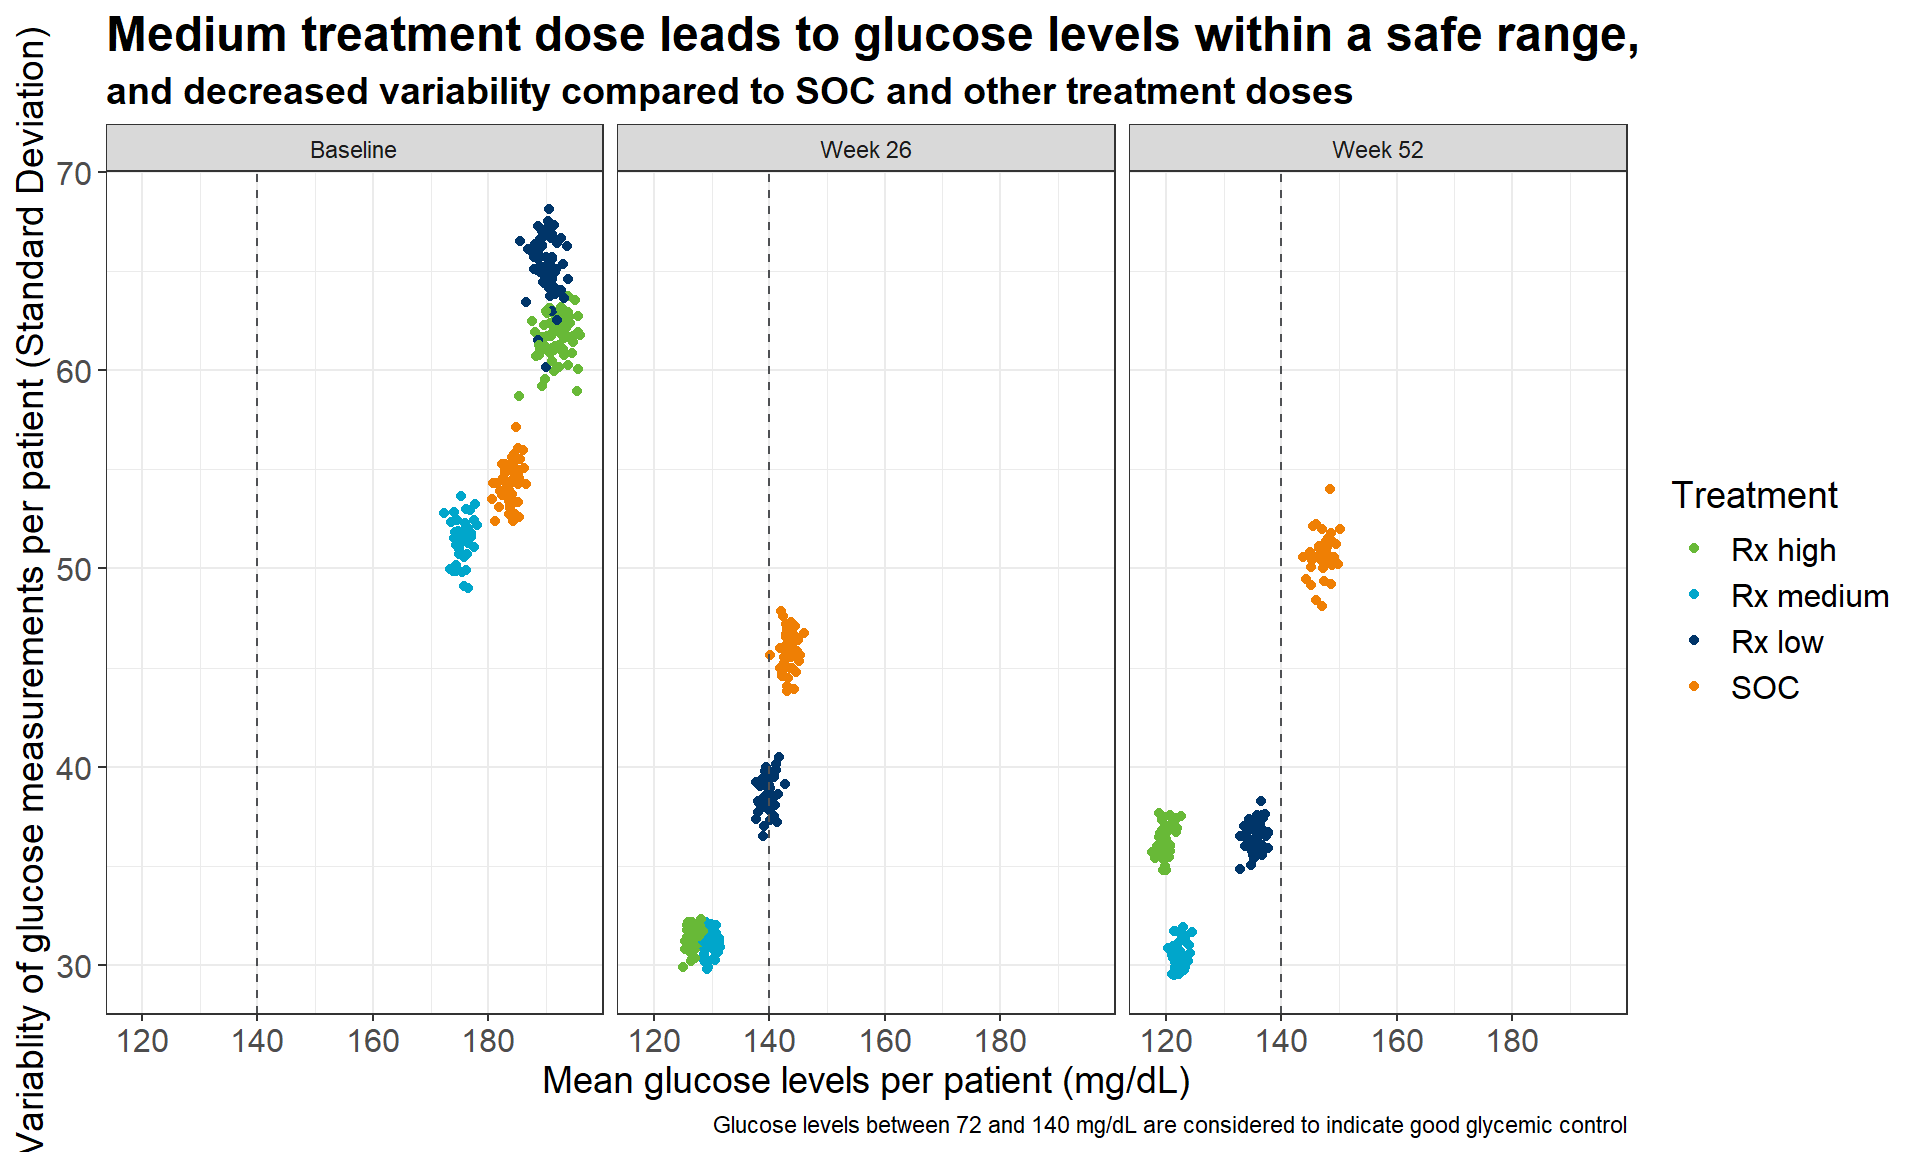 Medium treatment dose leads to glucose levels within a safe range,
and decreased variability compared to SOC and other treatment doses
Variablity of glucose measurements per patient (Standard Deviation)
Baseline
Week 26
Week 52
70
60
50
40
30
120 140 160 180
120 140 160 180
120 140 160 180
Mean glucose levels per patient (mg/dL)
Treatment
Rx high
Rx medium
Rx low
SOC
Glucose levels between 72 and 140 mg/dL are considered to indicate good glycemic control